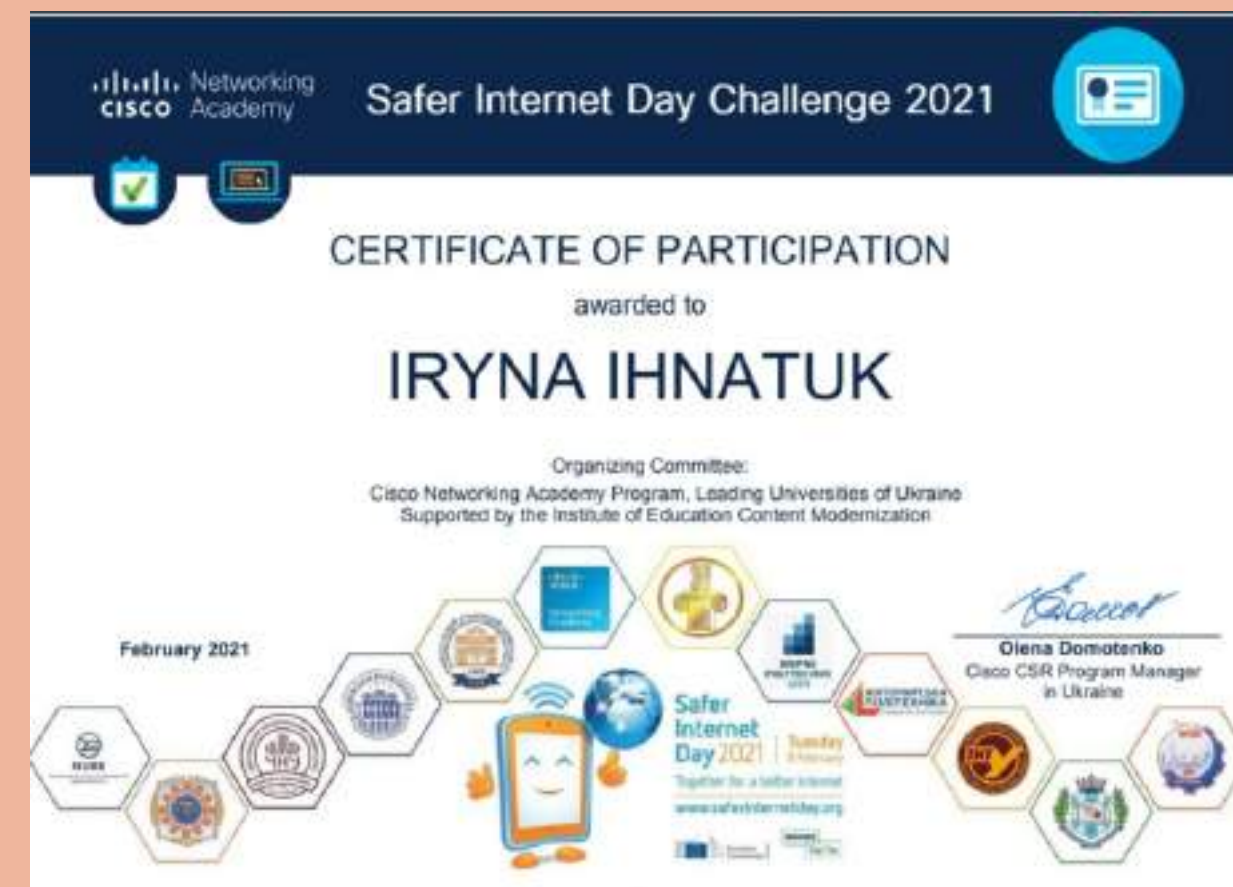 Networking
CISCO Academy
Safer Internet Day Challenge 2021
CERTIFICATE OF PARTICIPATION
awarded to
IRYNA IHNATUK
Organizing Committee:
Cisco Networking Academy Program, Leading Universities of Ukraine
Supported by the Institute of Education Content Modernization
February 2021
Olena Domotenko
Cisco CSR Program Manager
in Ukraine
Safer
Internet
Day 2021
Tuesday
February
Together for a better internet
www.saferinternetday.org